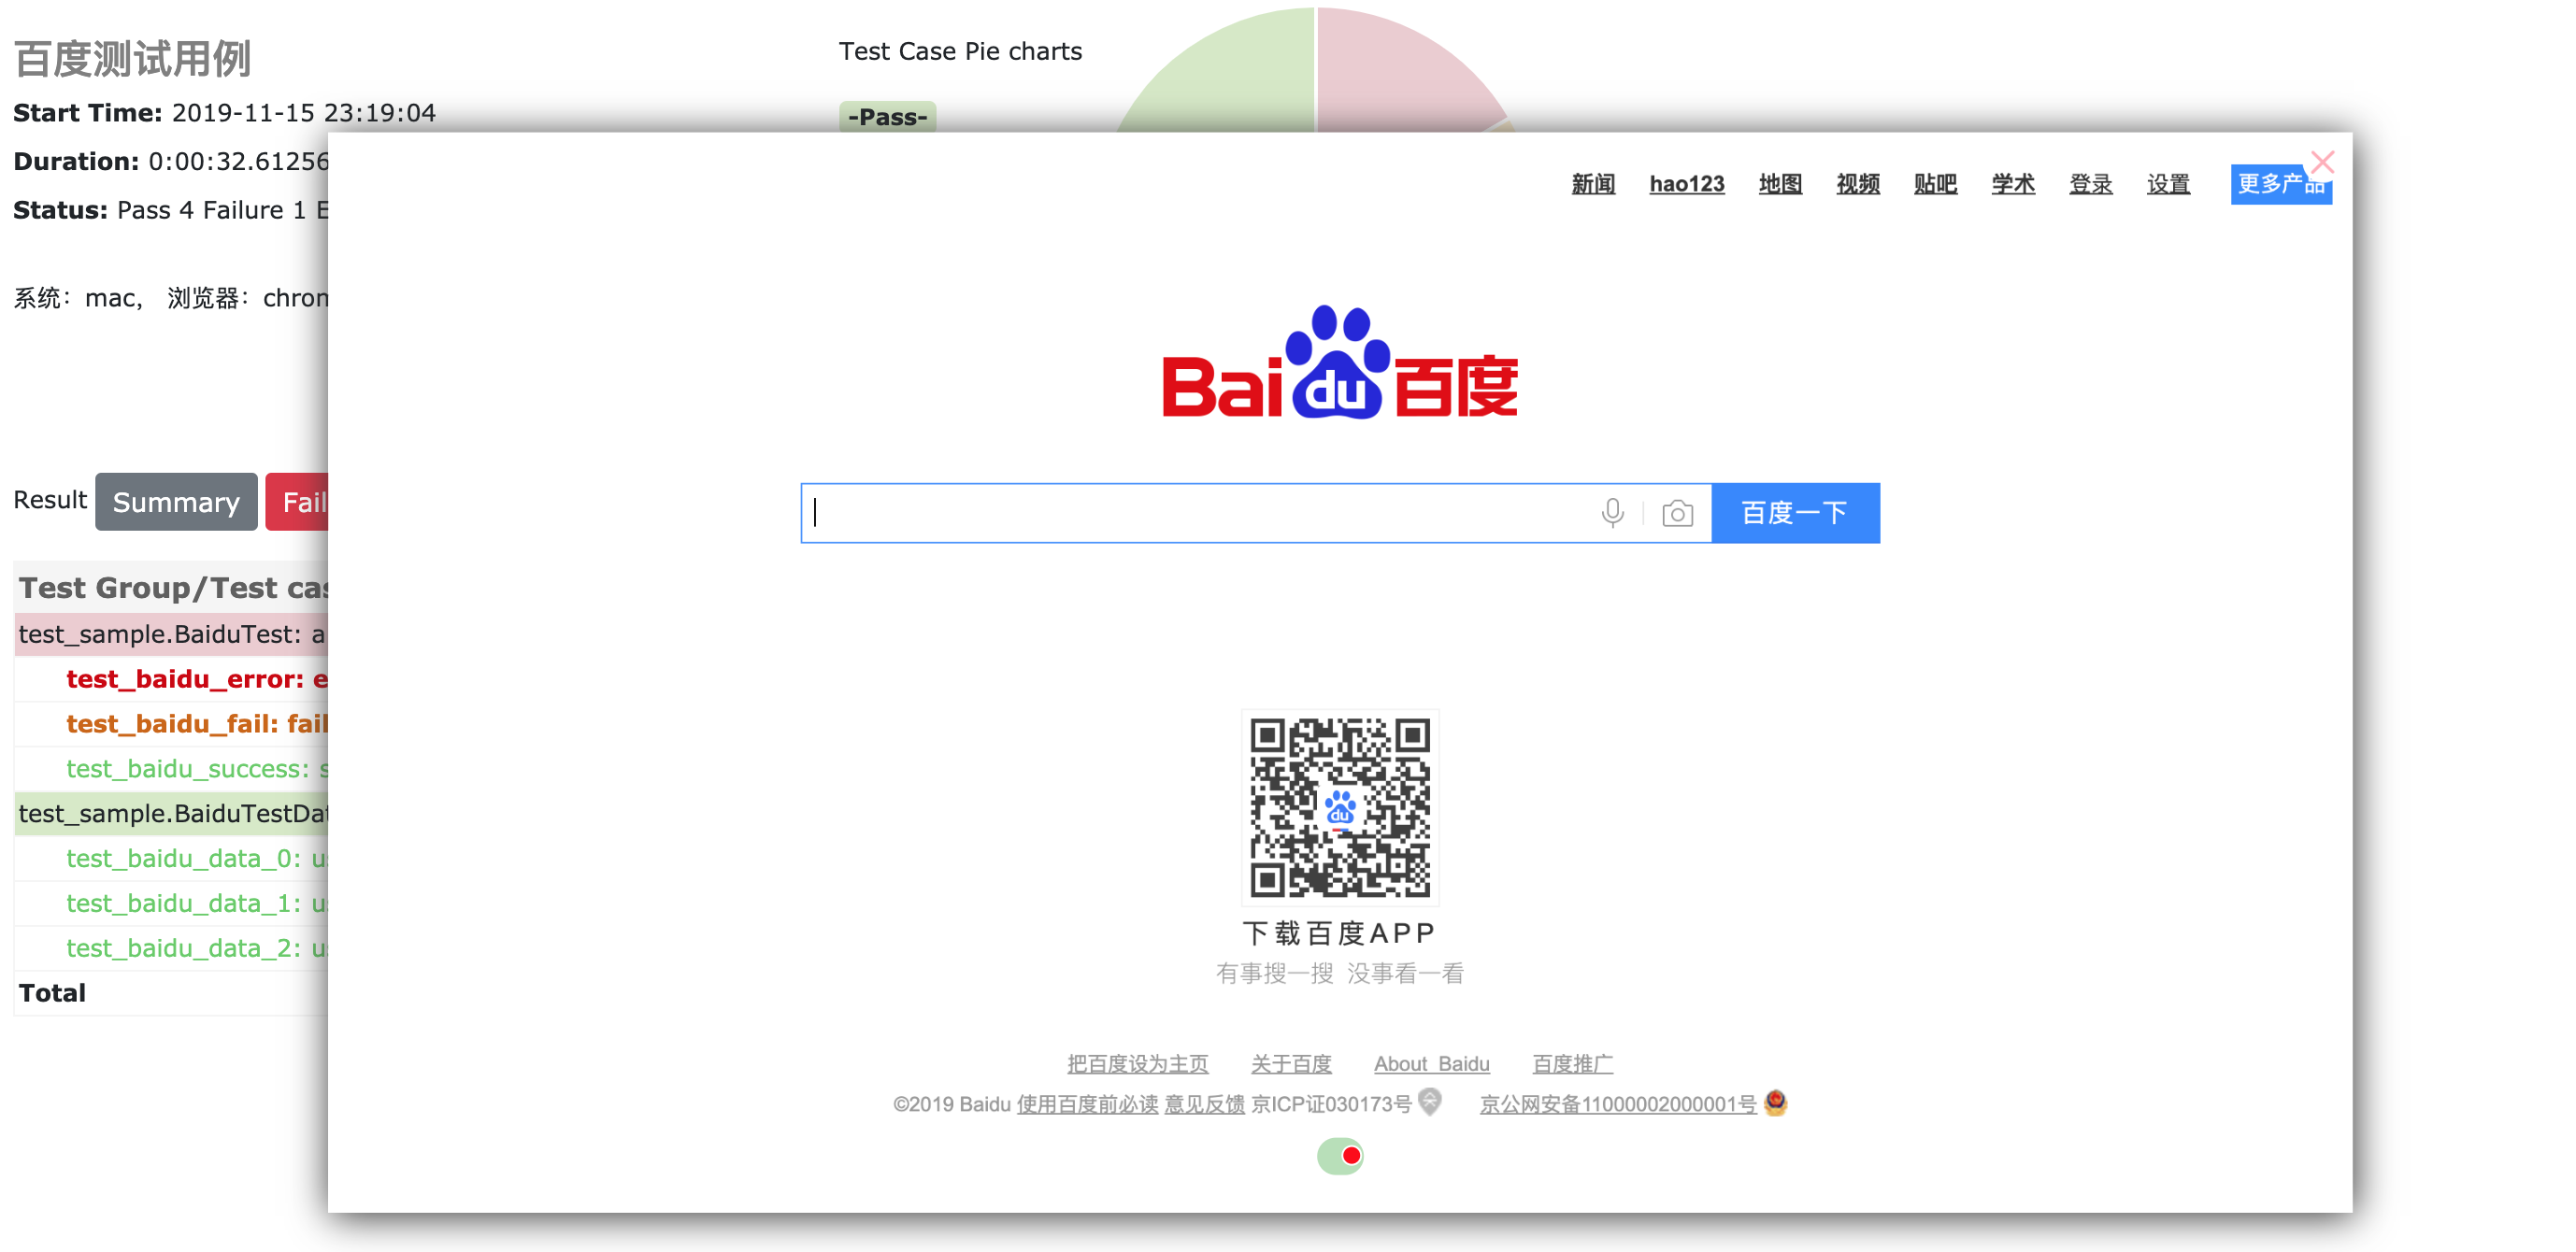 百度测试用例
Start Time: 2019-11-15 23:19:04
Duration: 0:00:32.61256
Status: Pass 4 Failure 1 E
系统：mac， 浏览器：chrom
Test Case Pie charts
-Pass-
Result Summary Fail
Test Group/Test cas
test_sample.BaiduTest: a
test_baidu_error: e
test_baidu_fail: fail
test_baidu_success: s
test_sample.BaiduTestDat
test_baidu_data_0: us
test_baidu_data_1: us
test_baidu_data_2: us
Total
新闻 hao123 地图 视频 贴吧 学术 登录 设置 更多产品
Bai du 百度
百度一下
du
下载百度APP
有事搜一搜 没事看一看
把百度设为主页 关于百度 About Baidu 百度推广
©2019 Baidu 使用百度前必读 意见反馈 京ICP证030173号 京公网安备11000002000001号